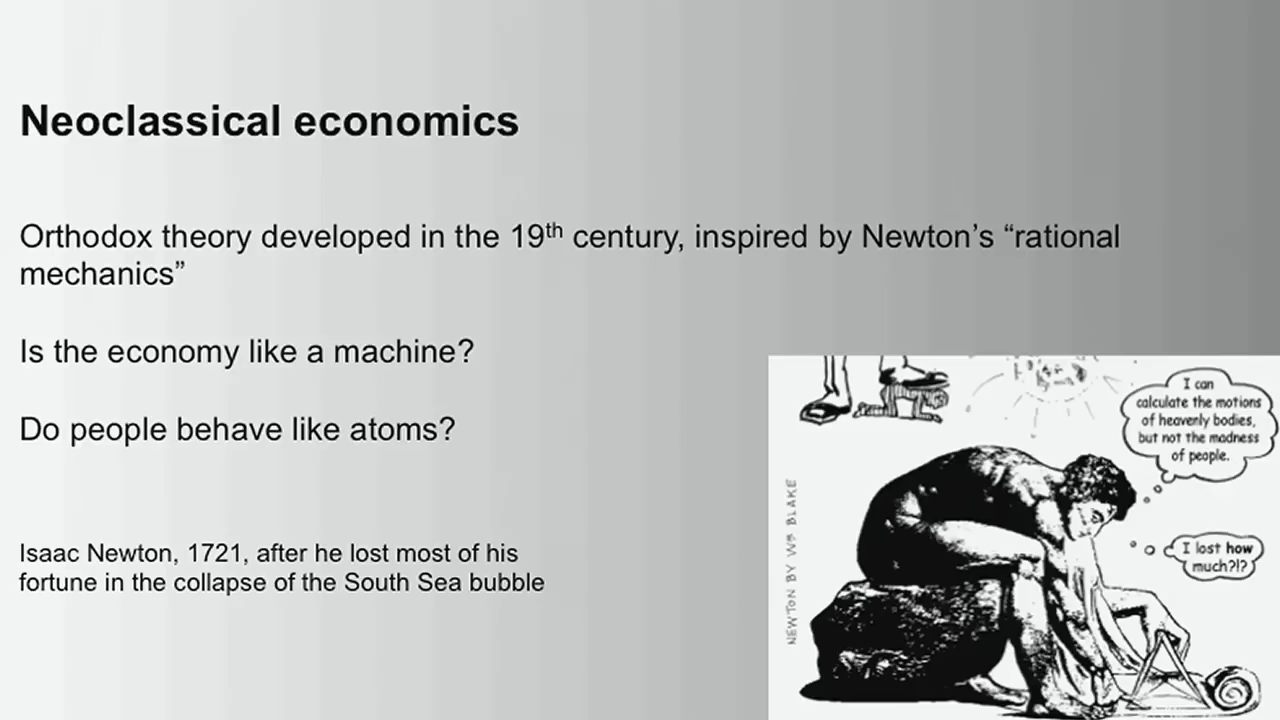 Neoclassical economics
Orthodox theory developed in the 19th century, inspired by Newton's “rational
mechanics”
Is the economy like a machine?
Do people behave like atoms?
Isaac Newton, 1721, after he lost most of his
fortune in the collapse of the South Sea bubble
I can
calculate the motions
of heavenly bodies,
but not the madness
of people.
I lost how
much?!?
NEWTON BY WM BLAKE